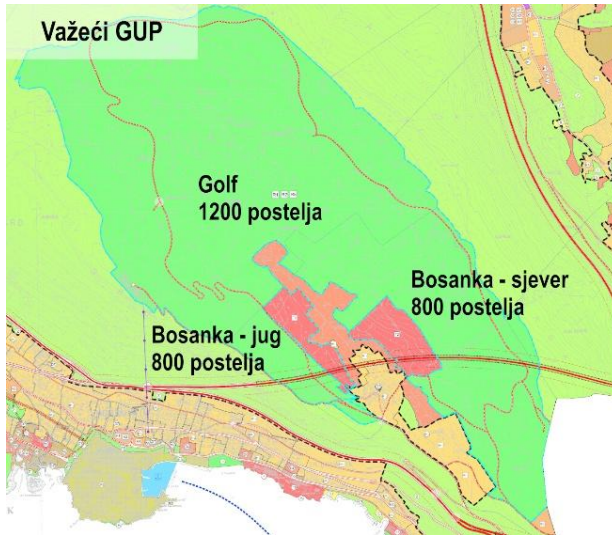 Važeći GUP
Golf
1200 postelja
Bosanka - sjever
800 postelja
Bosanka - jug
800 postelja